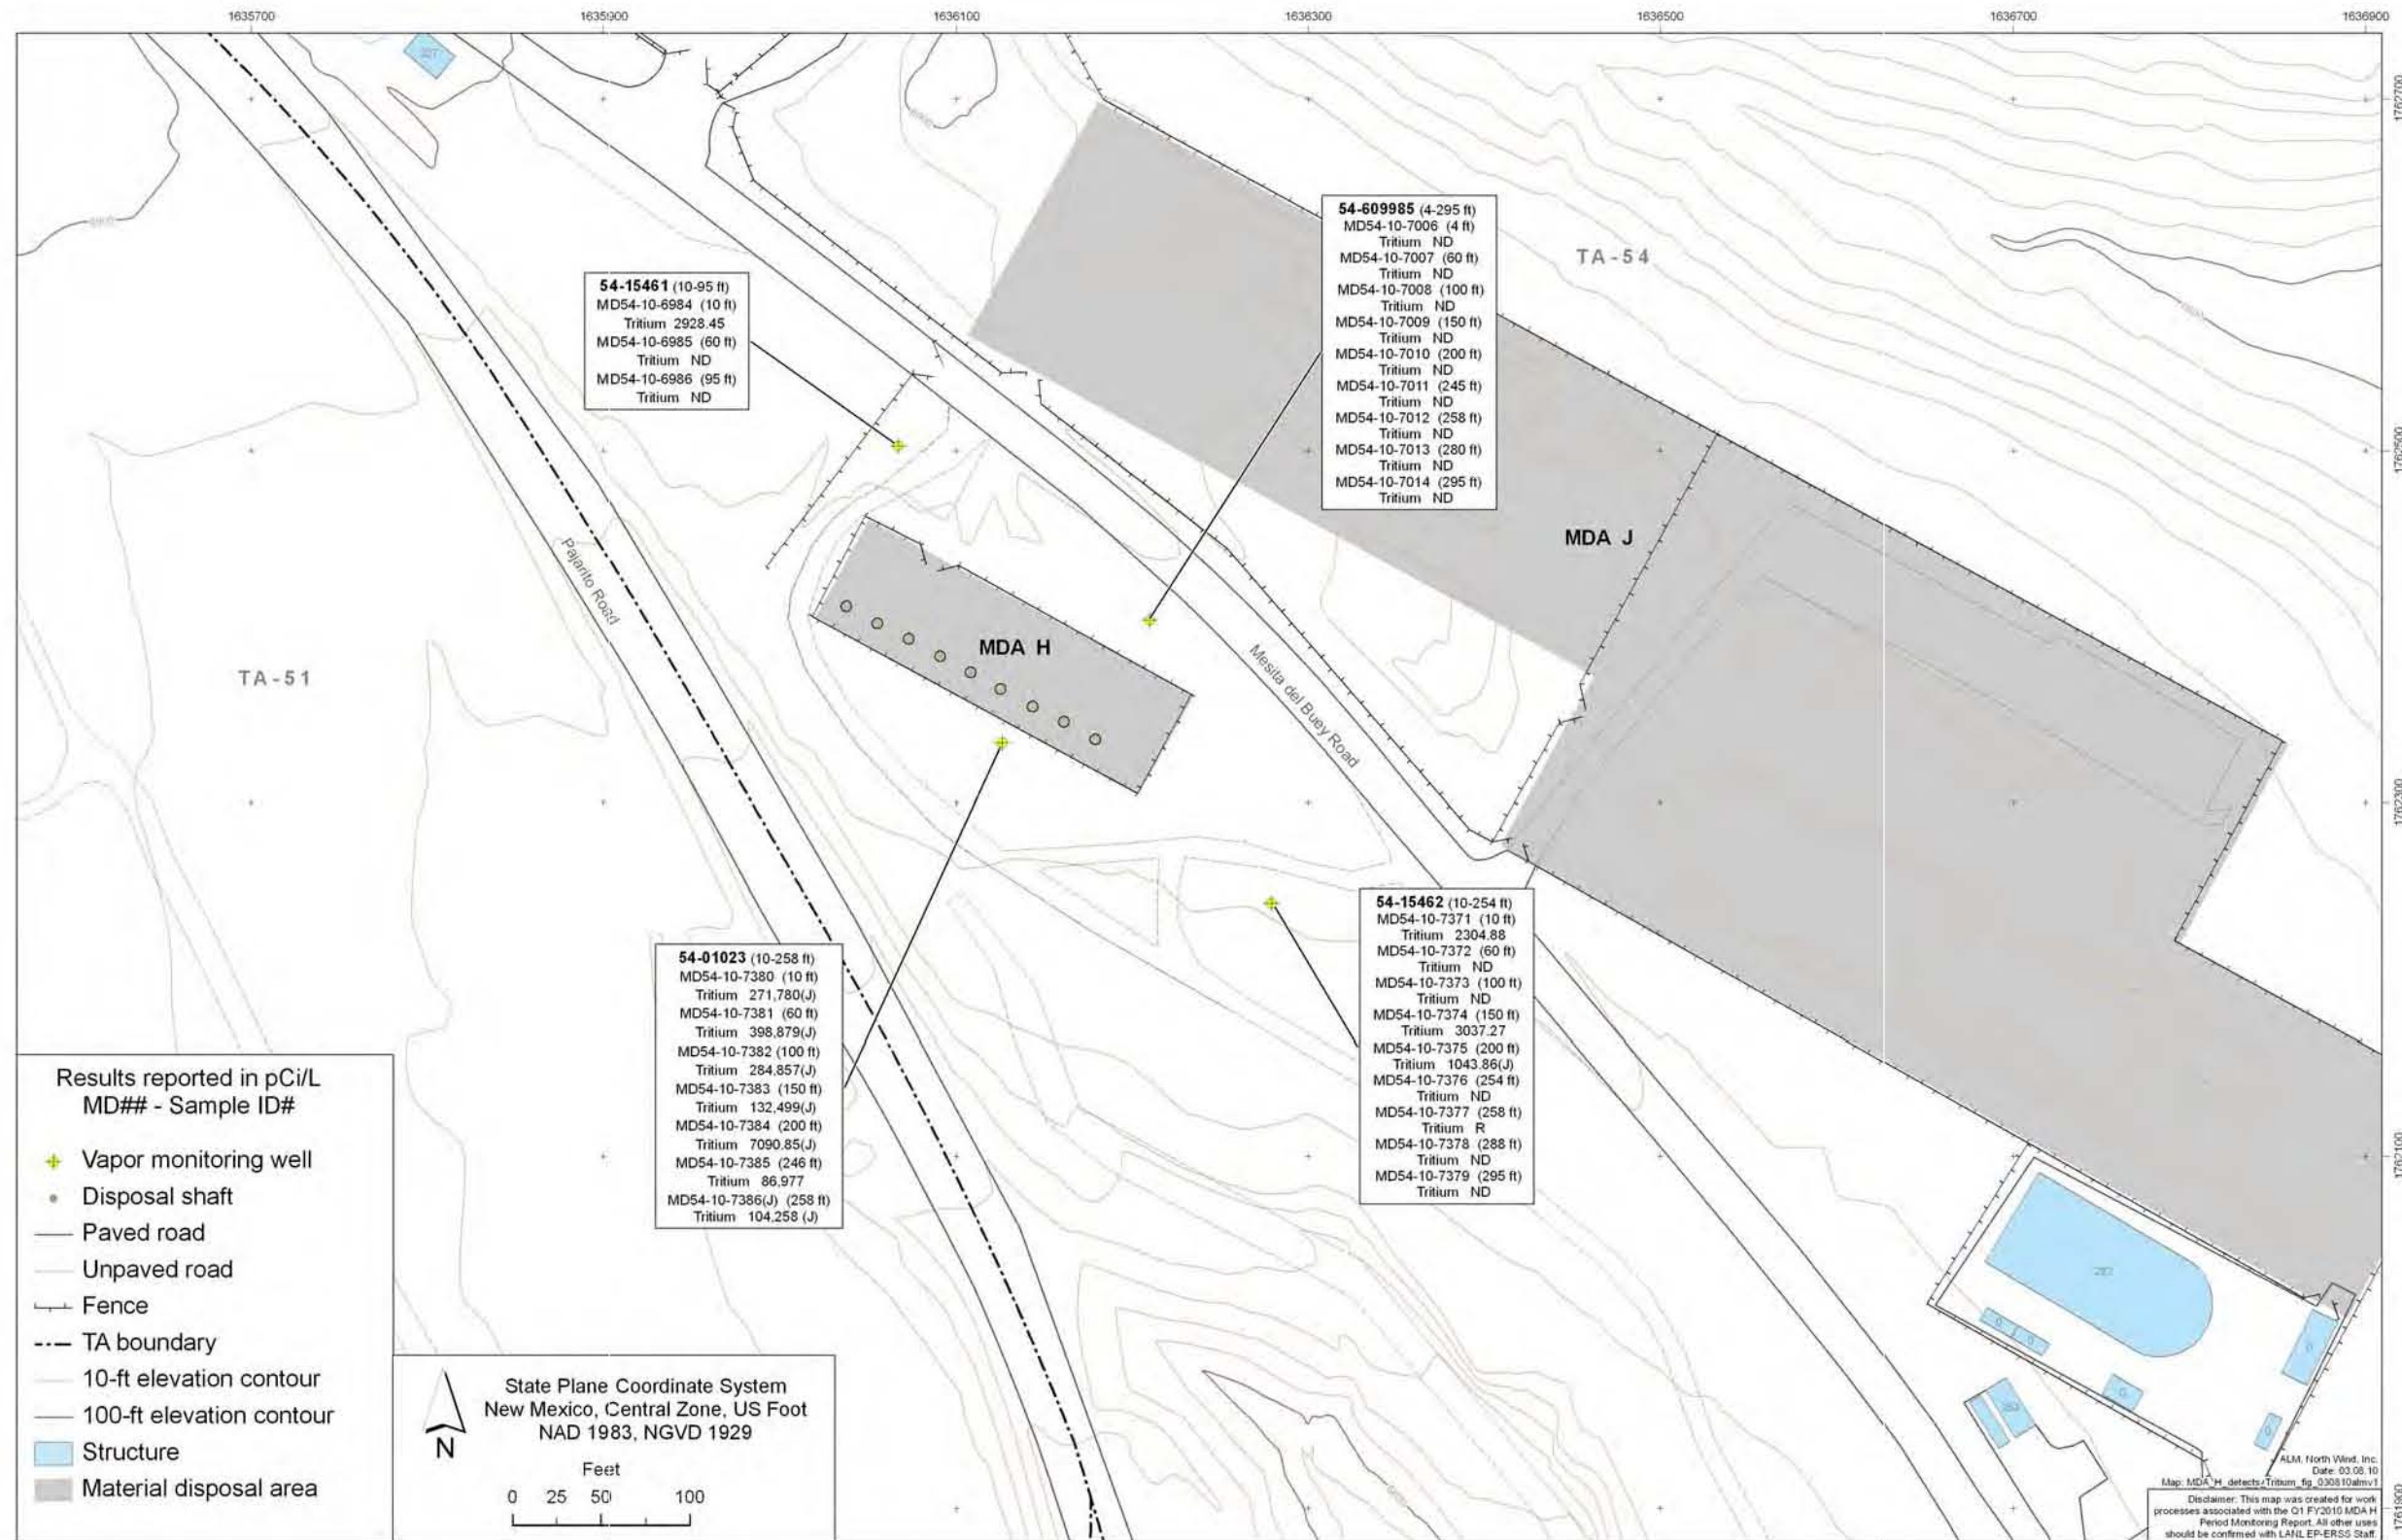 1635700
1635900
1636100
1636300
1636500
1636700
1636900
1762700
1762500
1762300
1762100
1761900
54-609985 (4-295 ft)
MD54-10-7006 (4 ft)
Tritium ND
MD54-10-7007 (60 ft)
Tritium ND
MD54-10-7008 (100 ft)
Tritium ND
MD54-10-7009 (150 ft)
Tritium ND
MD54-10-7010 (200 ft)
Tritium ND
MD54-10-7011 (245 ft)
Tritium ND
MD54-10-7012 (258 ft)
Tritium ND
MD54-10-7013 (280 ft)
Tritium ND
MD54-10-7014 (295 ft)
Tritium ND
TA-54
54-15461 (10-95 ft)
MD54-10-6984 (10 ft)
Tritium 2928.45
MD54-10-6985 (60 ft)
Tritium ND
MD54-10-6986 (95 ft)
Tritium ND
MDA J
Pajarito Road
MDA H
TA-51
Mesita del Buey Road
54-15462 (10-254 ft)
MD54-10-7371 (10 ft)
Tritium 2304.88
MD54-10-7372 (60 ft)
Tritium ND
MD54-10-7373 (100 ft)
Tritium ND
MD54-10-7374 (150 ft)
Tritium 3037.27
MD54-10-7375 (200 ft)
Tritium 1043.86(J)
MD54-10-7376 (254 ft)
Tritium ND
MD54-10-7377 (258 ft)
Tritium R
MD54-10-7378 (288 ft)
Tritium ND
MD54-10-7379 (295 ft)
Tritium ND
54-01023 (10-258 ft)
MD54-10-7380 (10 ft)
Tritium 271,780(J)
MD54-10-7381 (60 ft)
Tritium 398,879(J)
MD54-10-7382 (100 ft)
Tritium 284,857(J)
MD54-10-7383 (150 ft)
Tritium 132,499(J)
MD54-10-7384 (200 ft)
Tritium 7090.85(J)
MD54-10-7385 (246 ft)
Tritium 86,977
MD54-10-7386(J) (258 ft)
Tritium 104,258 (J)
Results reported in pCi/L
MD## - Sample ID#
Vapor monitoring well
Disposal shaft
Paved road
Unpaved road
Fence
TA boundary
10-ft elevation contour
100-ft elevation contour
Structure
Material disposal area
N
State Plane Coordinate System
New Mexico, Central Zone, US Foot
NAD 1983, NGVD 1929
Feet
0 25 50 100
ALM, North Wind, Inc.
Date: 03.08.10
Map: MDA_H_detects_Tritium_fig_030810almv1
Disclaimer: This map was created for work
processes associated with the Q1 FY2010 MDA H
Period Monitoring Report. All other uses
should be confirmed with LANL EP-ERSS Staff.